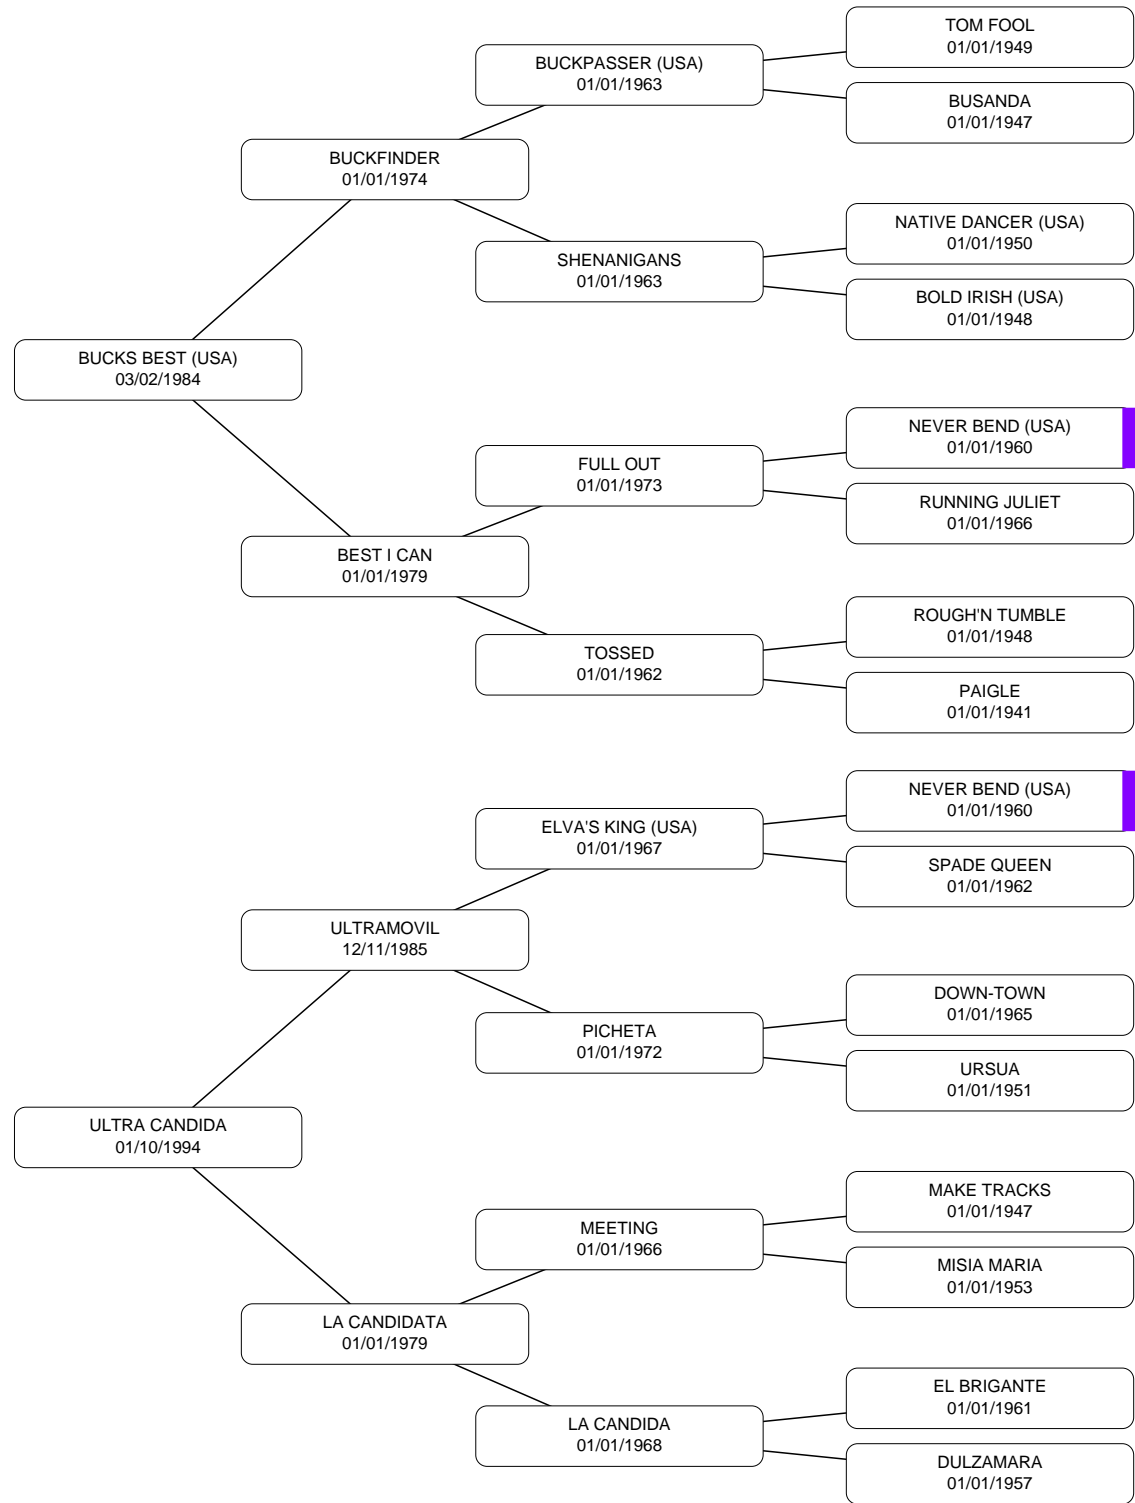 TOM FOOL
01/01/1949
BUCKPASSER (USA)
01/01/1963
BUSANDA
01/01/1947
BUCKFINDER
01/01/1974
NATIVE DANCER (USA)
01/01/1950
SHENANIGANS
01/01/1963
BOLD IRISH (USA)
01/01/1948
BUCKS BEST (USA)
03/02/1984
NEVER BEND (USA)
01/01/1960
FULL OUT
01/01/1973
RUNNING JULIET
01/01/1966
BEST I CAN
01/01/1979
ROUGH'N TUMBLE
01/01/1948
TOSSED
01/01/1962
PAIGLE
01/01/1941
NEVER BEND (USA)
01/01/1960
ELVA'S KING (USA)
01/01/1967
SPADE QUEEN
01/01/1962
ULTRAMOVIL
12/11/1985
DOWN-TOWN
01/01/1965
PICHETA
01/01/1972
URSUA
01/01/1951
ULTRA CANDIDA
01/10/1994
MAKE TRACKS
01/01/1947
MEETING
01/01/1966
MISIA MARIA
01/01/1953
LA CANDIDATA
01/01/1979
EL BRIGANTE
01/01/1961
LA CANDIDA
01/01/1968
DULZAMARA
01/01/1957